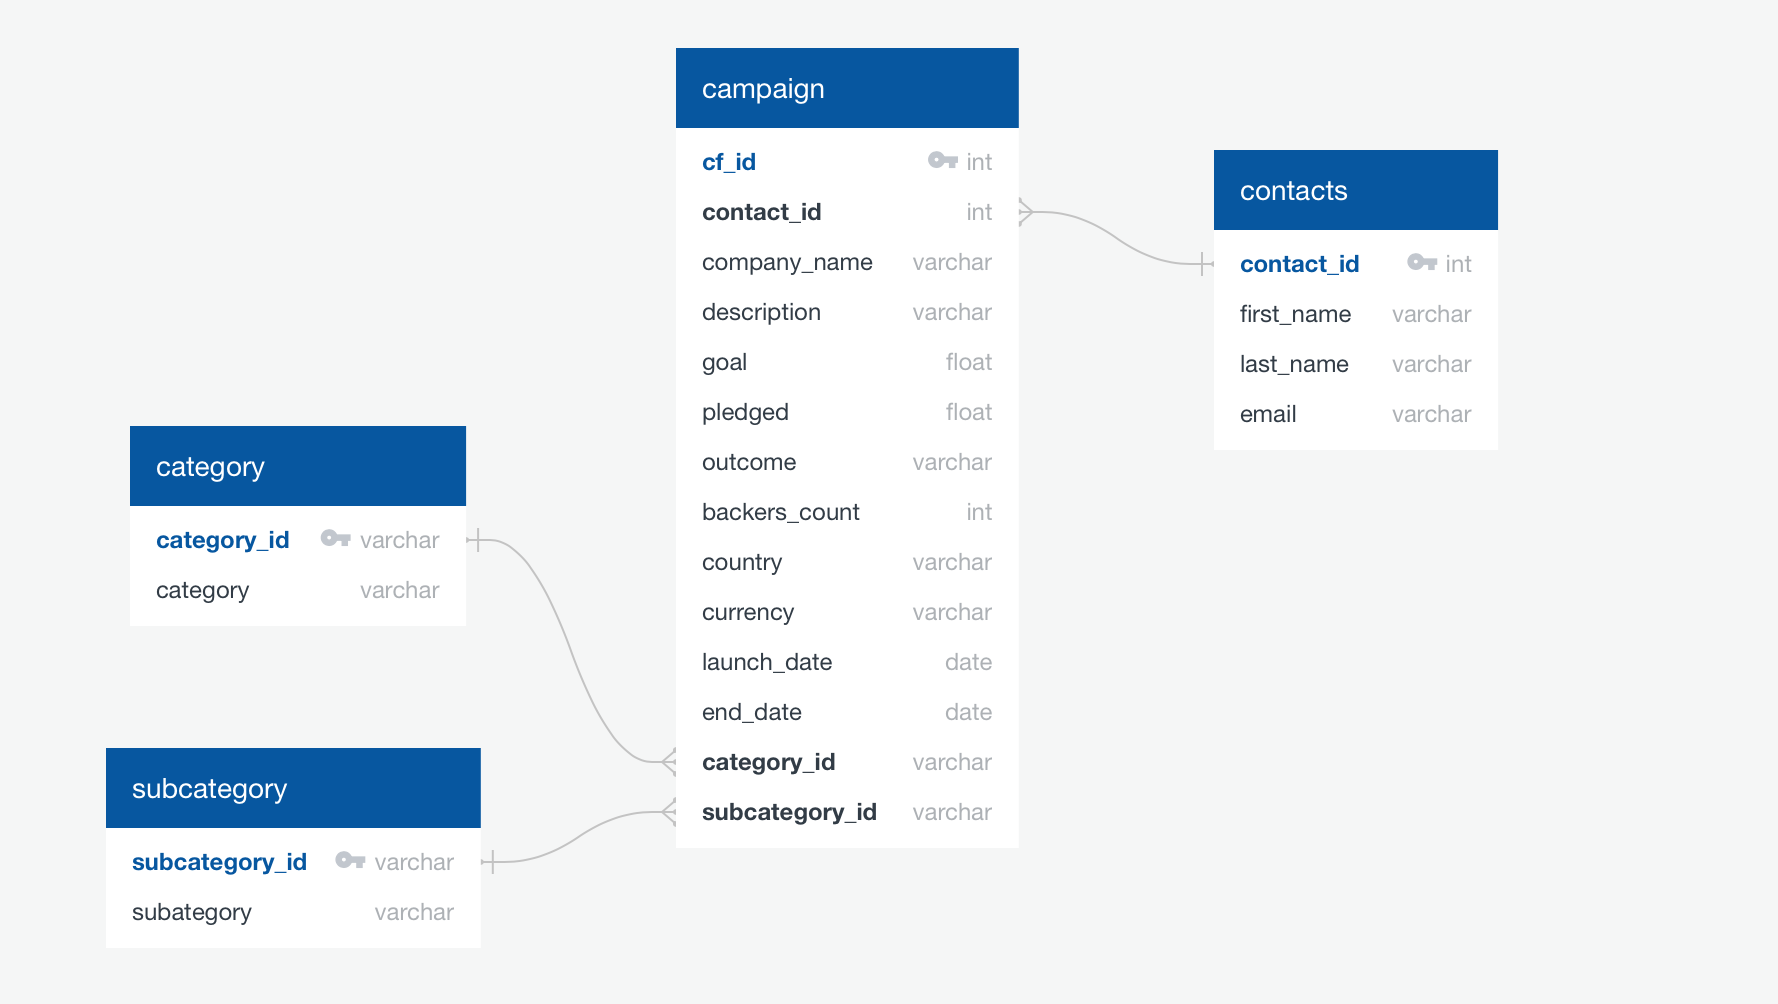 campaign
cf_id int
contact_id int
company_name varchar
description varchar
goal float
pledged float
outcome varchar
backers_count int
country varchar
currency varchar
launch_date date
end_date date
category_id varchar
subcategory_id varchar
contacts
contact_id int
first_name varchar
last_name varchar
email varchar
category
category_id varchar
category varchar
subcategory
subcategory_id varchar
subategory varchar